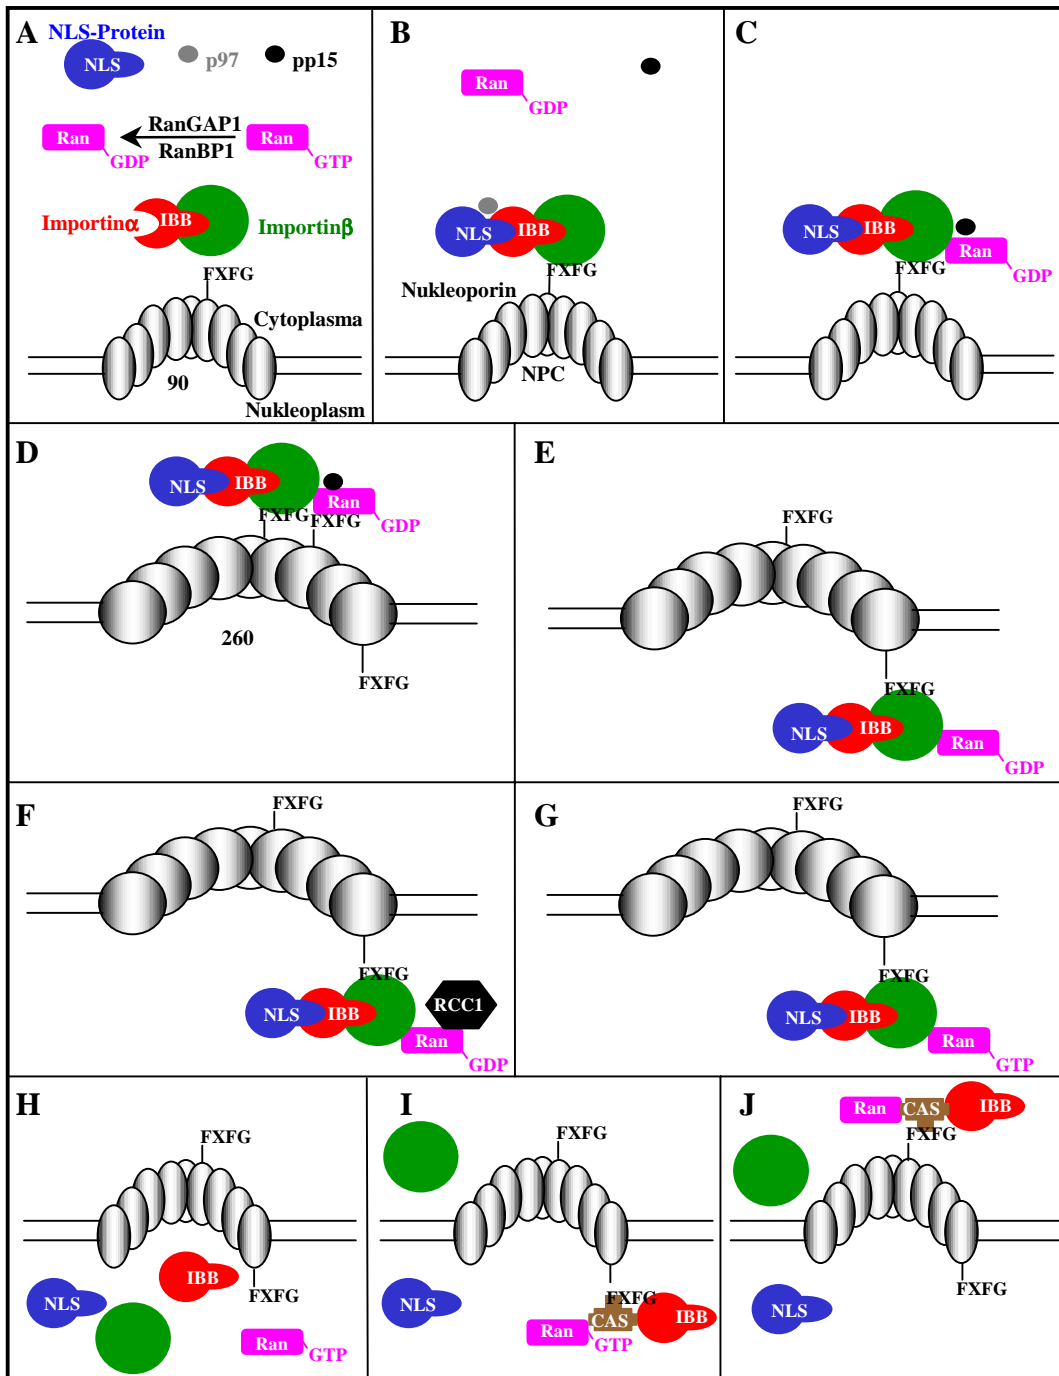 A
NLS-Protein
NLS
p97
pp15
Ran
GDP
RanGAP1
RanBP1
Ran
GTP
Importinα
IBB
Importinβ
FXFG
Cytoplasma
90
Nukleoplasm
B
Ran
GDP
NLS
IBB
FXFG
Nukleoporin
NPC
C
NLS
IBB
Ran
FXFG
GDP
D
NLS
IBB
Ran
FXFG
FXFG
GDP
260
FXFG
E
FXFG
FXFG
NLS
IBB
Ran
GDP
F
FXFG
FXFG
NLS
IBB
RCC1
Ran
GDP
G
FXFG
FXFG
NLS
IBB
Ran
GTP
H
FXFG
IBB
FXFG
NLS
Ran
GTP
I
FXFG
NLS
FXFG
CAS
IBB
Ran
GTP
J
Ran
CAS
IBB
FXFG
FXFG
NLS